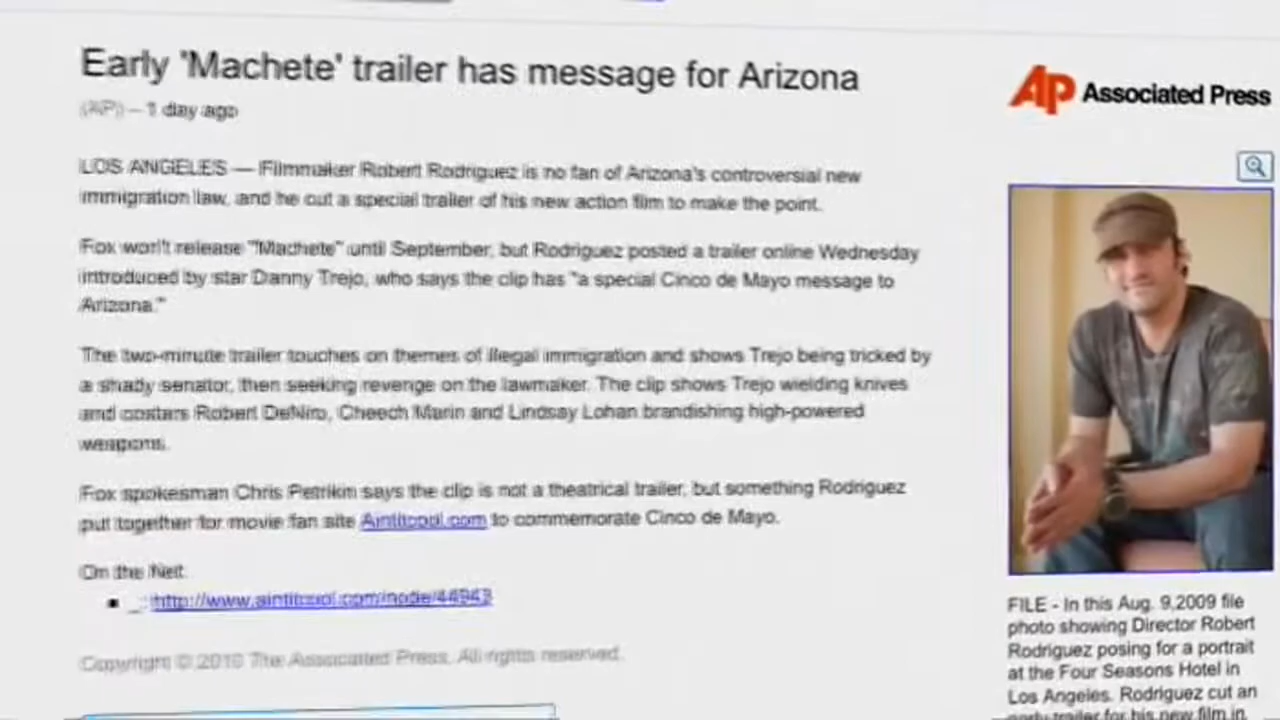 Early 'Machete' trailer has message for Arizona
(AP) – 1 day ago
LOS ANGELES — Filmmaker Robert Rodriguez is no fan of Arizona's controversial new
immigration law, and he cut a special trailer of his new action film to make the point.
Fox won't release "Machete" until September, but Rodriguez posted a trailer online Wednesday
introduced by star Danny Trejo, who says the clip has "a special Cinco de Mayo message to
Arizona."
The two-minute trailer touches on themes of illegal immigration and shows Trejo being tricked by
a shady senator, then seeking revenge on the lawmaker. The clip shows Trejo wielding knives
and costars Robert DeNiro, Cheech Marin and Lindsay Lohan brandishing high-powered
weapons.
Fox spokesman Chris Petrikin says the clip is not a theatrical trailer, but something Rodriguez
put together for movie fan site Aintitcool.com to commemorate Cinco de Mayo.
On the Net:
_: http://www.aintitcool.com/node/44943
Copyright © 2010 The Associated Press. All rights reserved.
AP Associated Press
FILE - In this Aug. 9,2009 file
photo showing Director Robert
Rodriguez posing for a portrait
at the Four Seasons Hotel in
Los Angeles. Rodriguez cut an
early trailer for his new film in